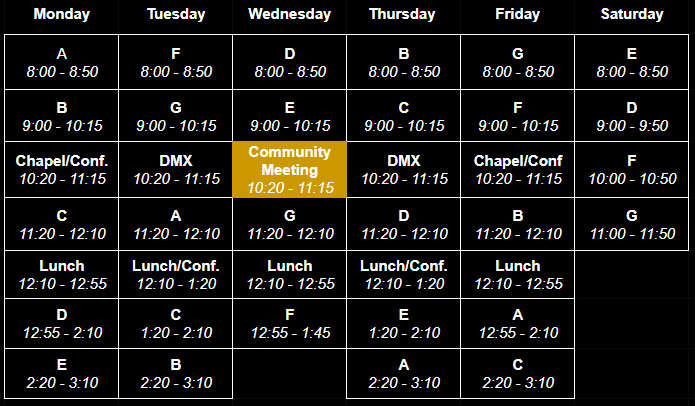 Monday Tuesday Wednesday Thursday Friday Saturday
A F D B G E
8:00 - 8:50 8:00 - 8:50 8:00 - 8:50 8:00 - 8:50 8:00 - 8:50 8:00 - 8:50
B G E C F D
9:00 - 10:15 9:00 - 10:15 9:00 - 10:15 9:00 - 10:15 9:00 - 10:15 9:00 - 9:50
Chapel/Conf. DMX Community Meeting DMX Chapel/Conf F
10:20 - 11:15 10:20 - 11:15 10:20 - 11:15 10:20 - 11:15 10:20 - 11:15 10:00 - 10:50
C A G D B G
11:20 - 12:10 11:20 - 12:10 11:20 - 12:10 11:20 - 12:10 11:20 - 12:10 11:00 - 11:50
Lunch Lunch/Conf. Lunch Lunch/Conf. Lunch
12:10 - 12:55 12:10 - 1:20 12:10 - 12:55 12:10 - 1:20 12:10 - 12:55
D C F E A
12:55 - 2:10 1:20 - 2:10 12:55 - 1:45 1:20 - 2:10 12:55 - 2:10
E B A C
2:20 - 3:10 2:20 - 3:10 2:20 - 3:10 2:20 - 3:10